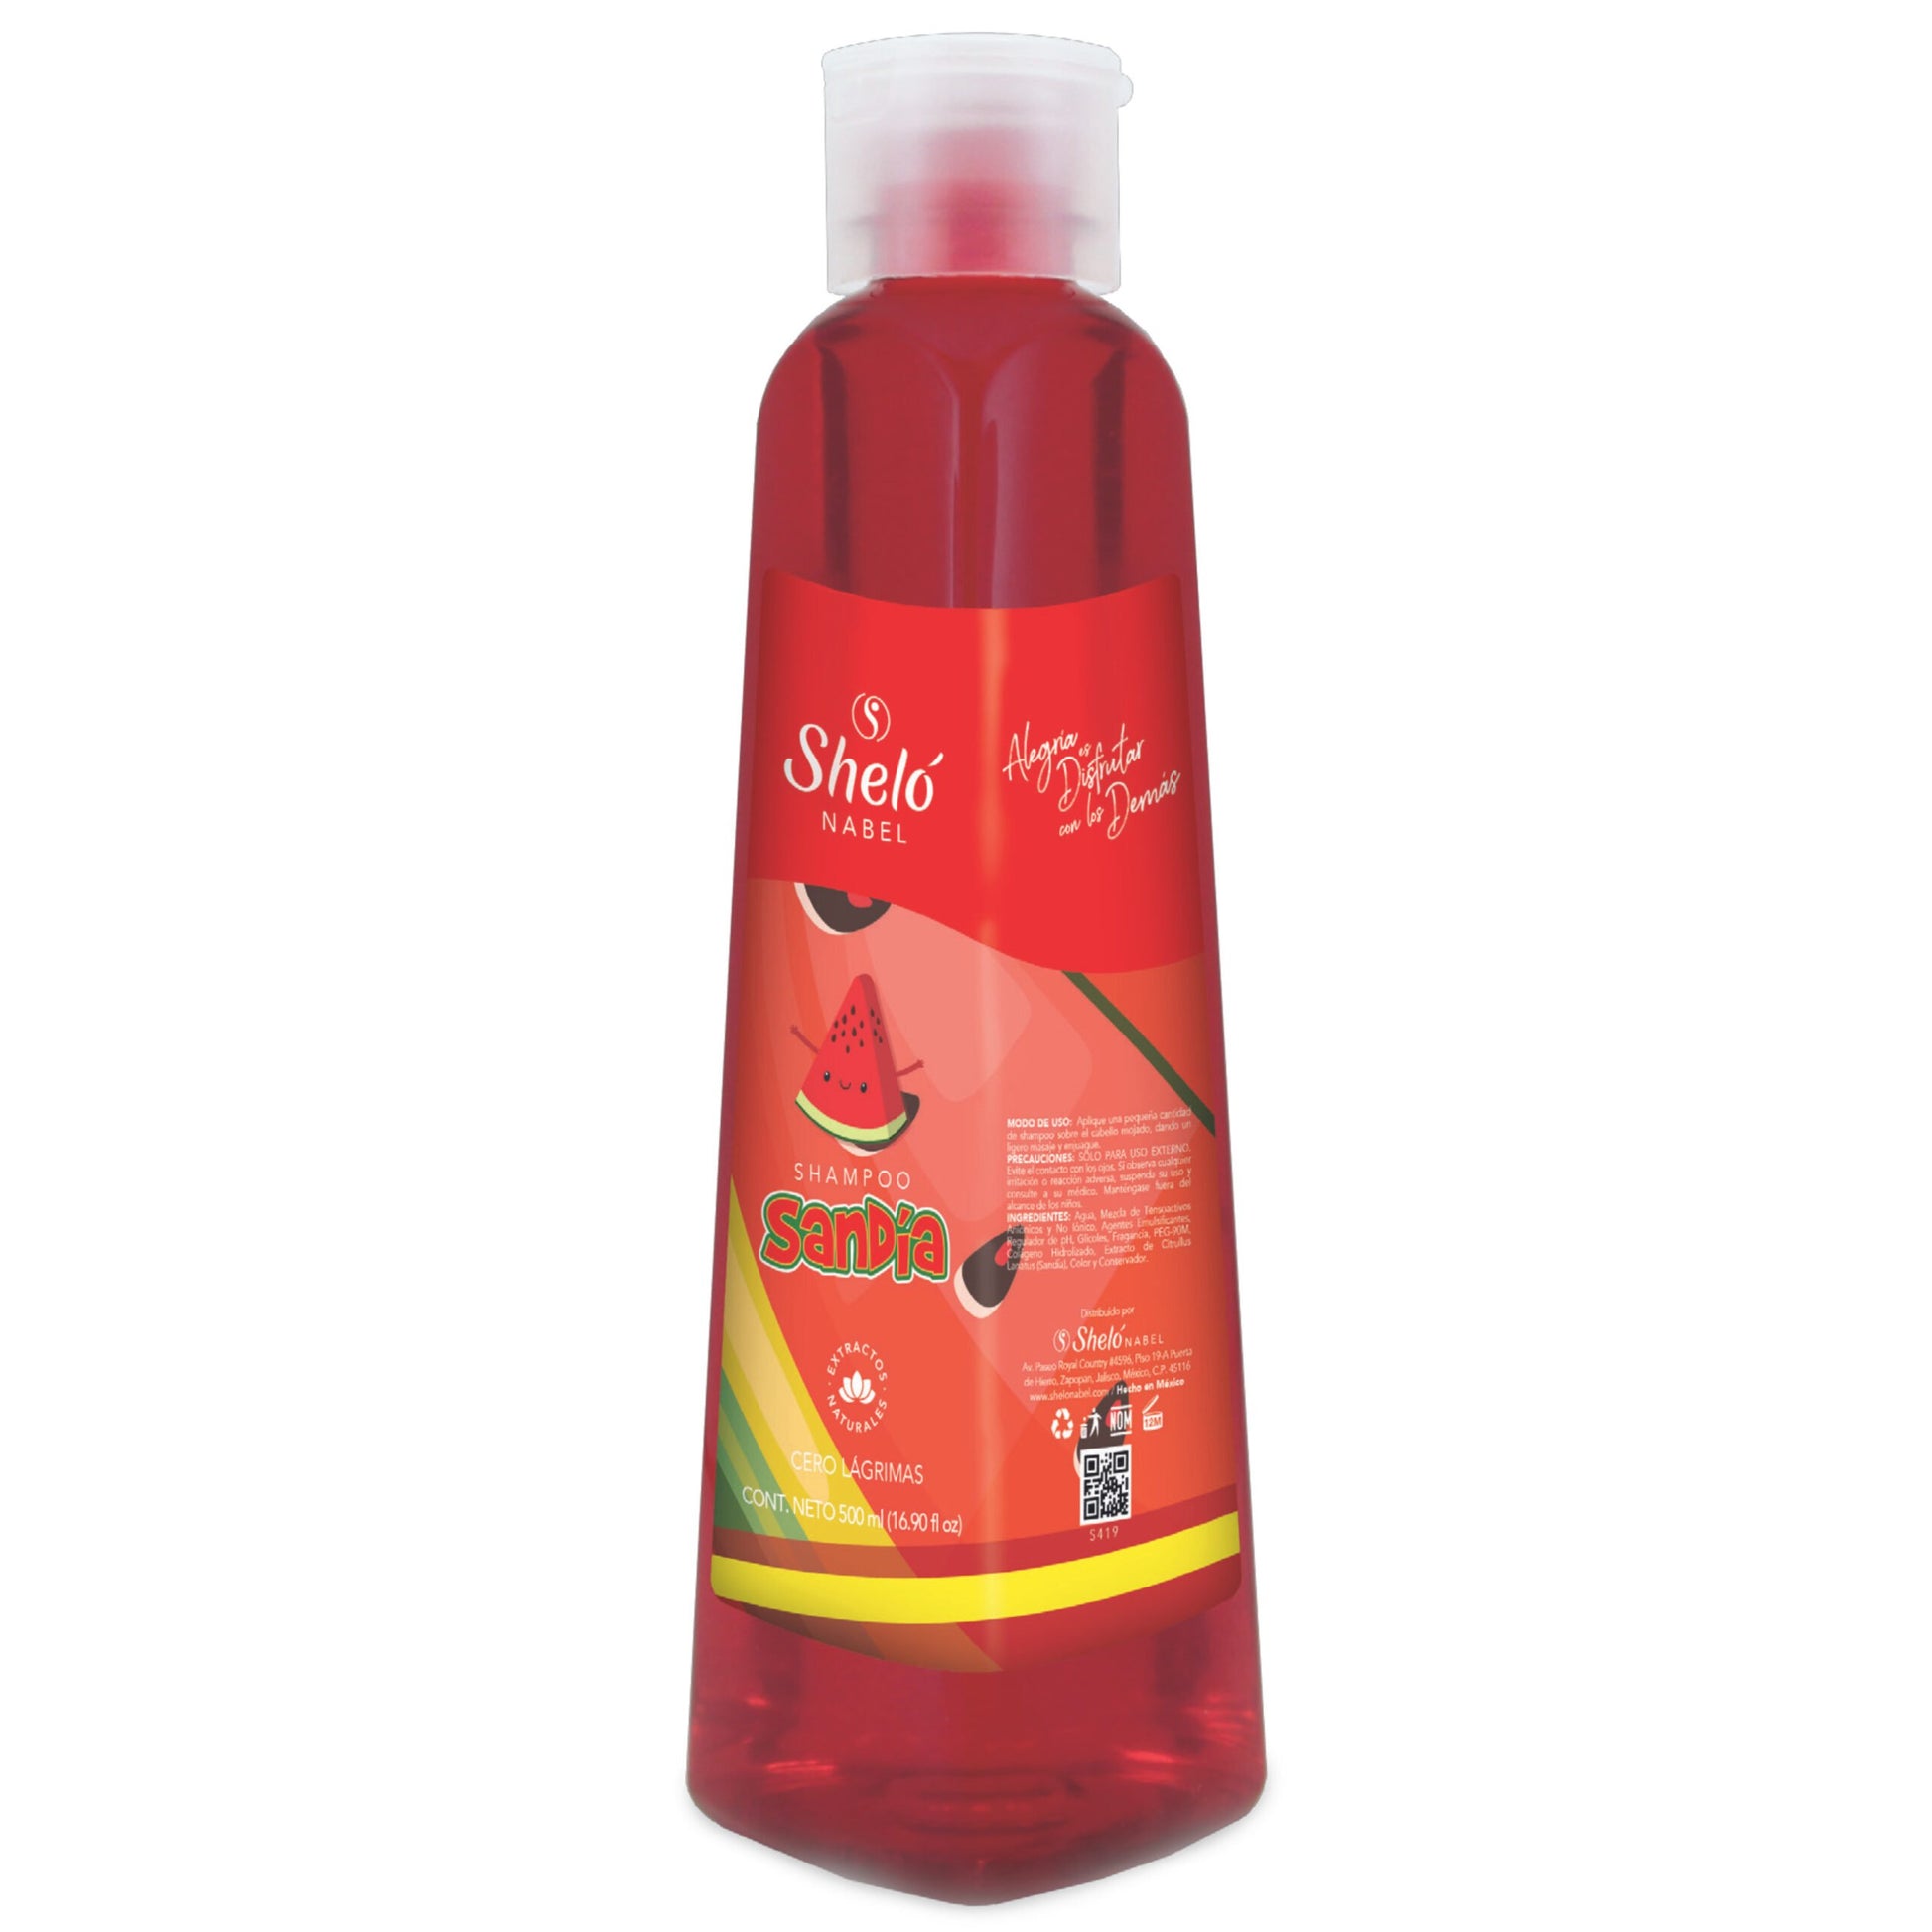 Sheló
NABEL
Alegría es
Disfrutar
con los Demás
SHAMPOO
SANDÍA
EXTRACTOS
NATURALES
CERO LÁGRIMAS
CONT. NETO 500 ml (16.90 fl oz)
MODO DE USO: Aplique una pequeña cantidad
de shampoo sobre el cabello mojado, dando un
ligero masaje y enjuague.
PRECAUCIONES: SÓLO PARA USO EXTERNO.
Evite el contacto con los ojos. Si observa cualquier
irritación o reacción adversa, suspenda su uso y
consulte a su médico. Manténgase fuera del
alcance de los niños.
INGREDIENTES: Agua, Mezcla de Tensoactivos
Aniónicos y No Iónico, Agentes Emulsificantes,
Regulador de pH, Glicoles, Fragancia, PEG-90M,
Colágeno Hidrolizado, Extracto de Citrullus
Lanatus (Sandía), Color y Conservador.
Distribuido por
Sheló NABEL
Av. Paseo Royal Country #4596, Piso 19-A Puerta
de Hierro, Zapopan, Jalisco, México, C.P. 45116
www.shelonabel.com / Hecho en México
NOM 12M
S419